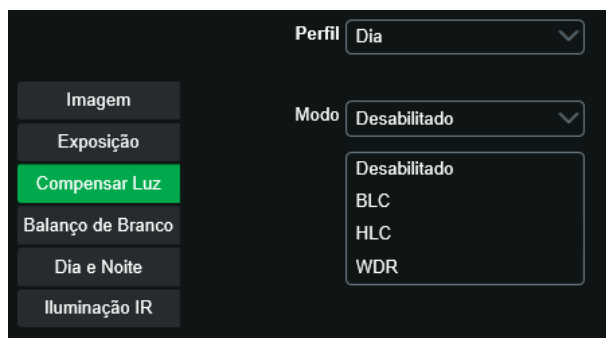 Perfil Dia
Imagem
Modo Desabilitado
Exposição
Desabilitado
Compensar Luz
BLC
Balanço de Branco
HLC
Dia e Noite
WDR
Iluminação IR